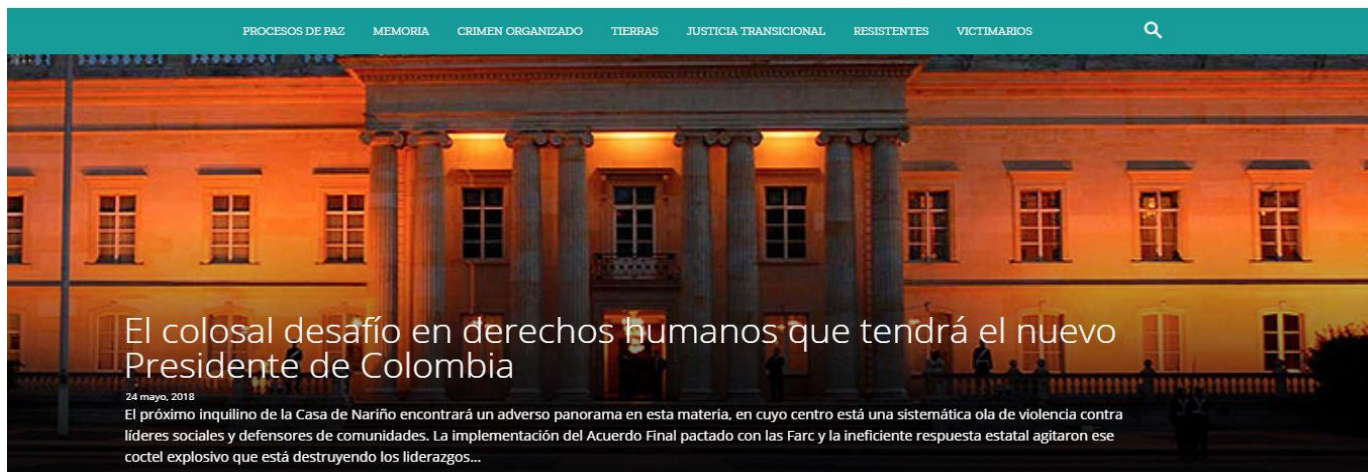 PROCESOS DE PAZ MEMORIA CRIMEN ORGANIZADO TIERRAS JUSTICIA TRANSICIONAL RESISTENTES VICTIMARIOS
El colosal desafío en derechos humanos que tendrá el nuevo
Presidente de Colombia
24 mayo, 2018
El próximo inquilino de la Casa de Nariño encontrará un adverso panorama en esta materia, en cuyo centro está una sistemática ola de violencia contra
líderes sociales y defensores de comunidades. La implementación del Acuerdo Final pactado con las Farc y la ineficiente respuesta estatal agitaron ese
coctel explosivo que está destruyendo los liderazgos...